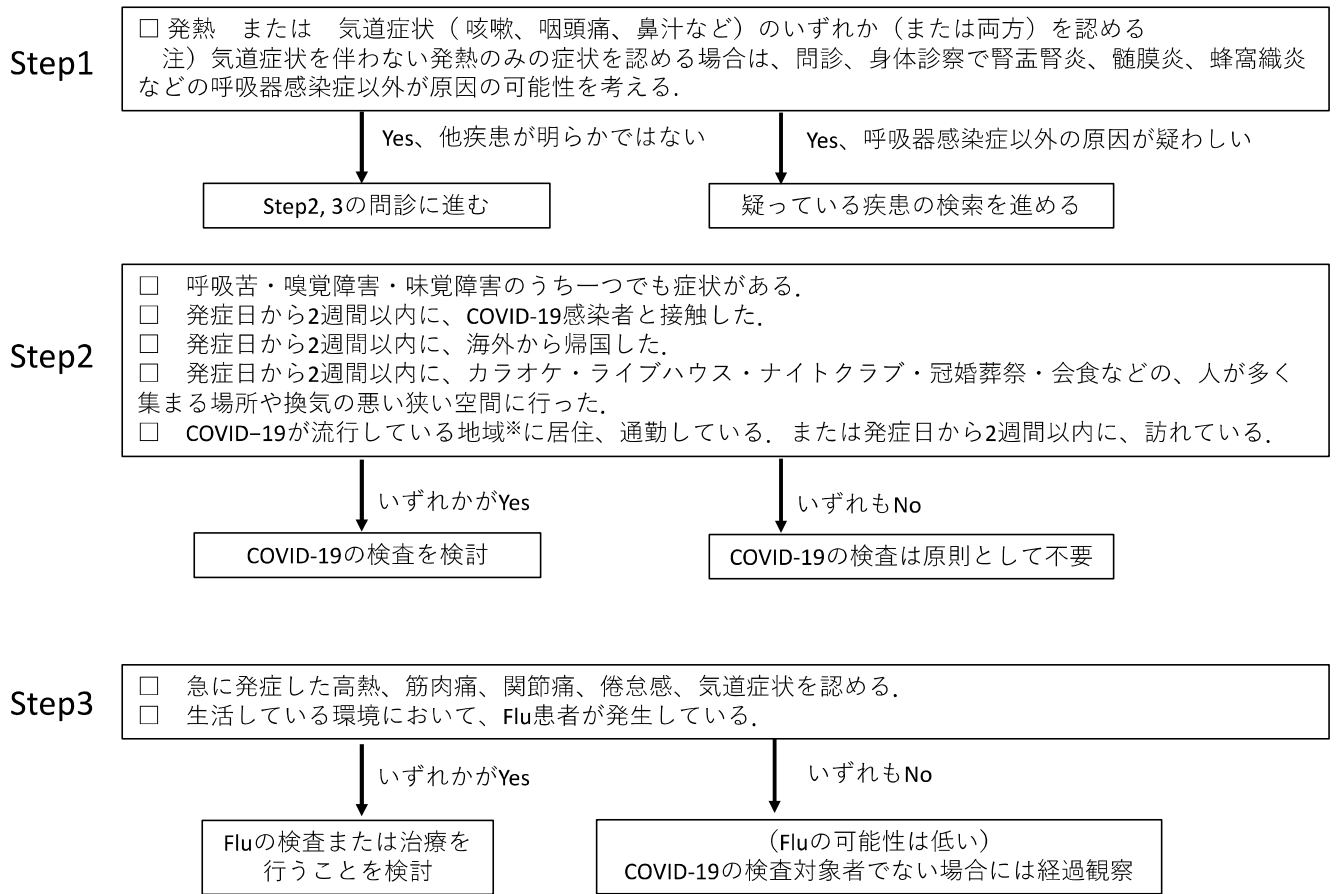 Step1
□ 発熱　または　気道症状（ 咳嗽、咽頭痛、鼻汁など）のいずれか（または両方）を認める
注）気道症状を伴わない発熱のみの症状を認める場合は、問診、身体診察で腎盂腎炎、髄膜炎、蜂窩織炎
などの呼吸器感染症以外が原因の可能性を考える．
Yes、他疾患が明らかではない
Yes、呼吸器感染症以外の原因が疑わしい
Step2, 3の問診に進む
疑っている疾患の検索を進める
Step2
□　呼吸苦・嗅覚障害・味覚障害のうち一つでも症状がある．
□　発症日から2週間以内に、COVID-19感染者と接触した．
□　発症日から2週間以内に、海外から帰国した．
□　発症日から2週間以内に、カラオケ・ライブハウス・ナイトクラブ・冠婚葬祭・会食などの、人が多く
集まる場所や換気の悪い狭い空間に行った．
□　COVID–19が流行している地域※に居住、通勤している．または発症日から2週間以内に、訪れている．
いずれかがYes
いずれもNo
COVID-19の検査を検討
COVID-19の検査は原則として不要
Step3
□　急に発症した高熱、筋肉痛、関節痛、倦怠感、気道症状を認める．
□　生活している環境において、Flu患者が発生している．
いずれかがYes
いずれもNo
Fluの検査または治療を
行うことを検討
（Fluの可能性は低い）
COVID-19の検査対象者でない場合には経過観察